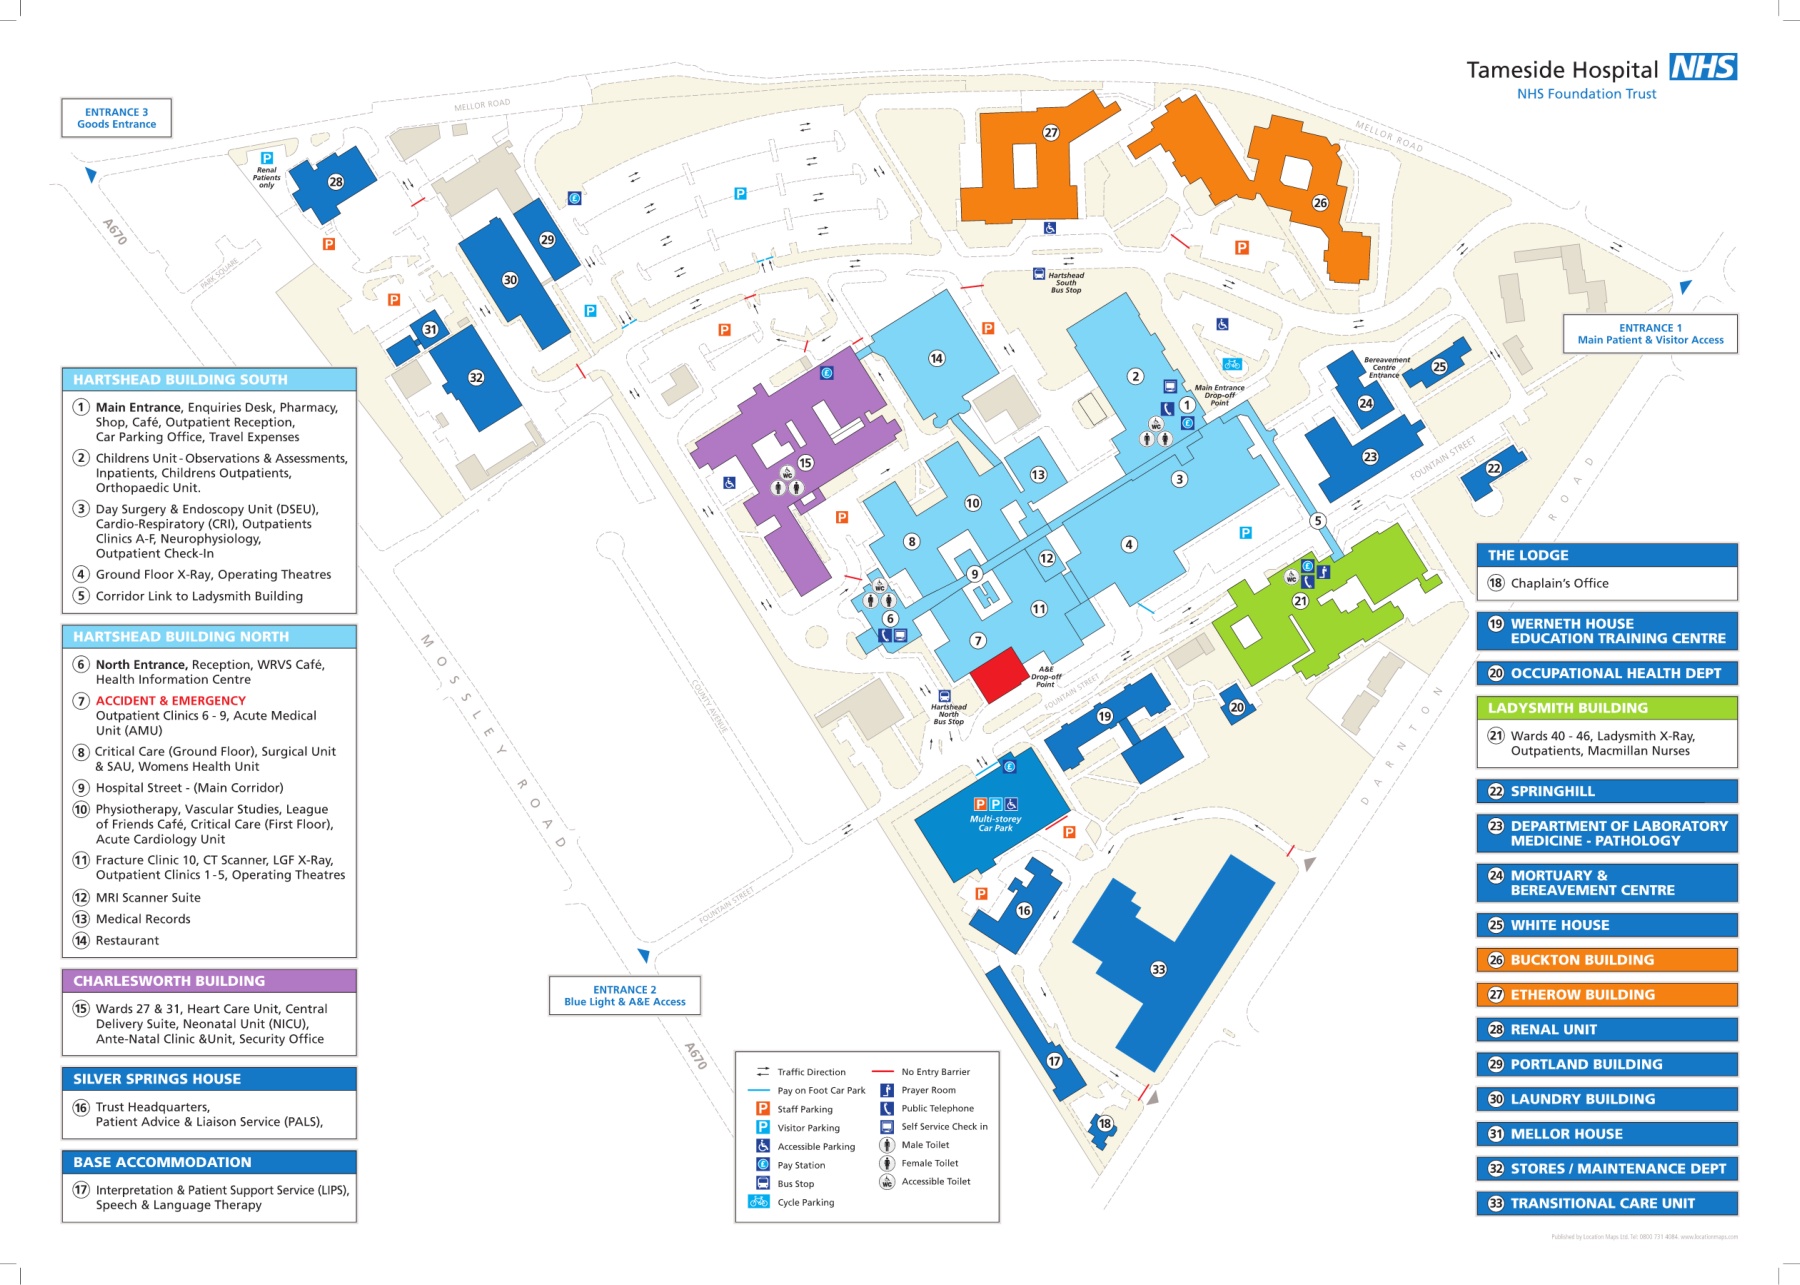 Tameside Hospital NHS
NHS Foundation Trust
ENTRANCE 3
Goods Entrance
MELLOR ROAD
MELLOR ROAD
A670
PARK SQUARE
P
Renal
Patients
only
28
P
29
30
P
31
32
P
P
P
P
27
26
P
Hartshead
South
Bus Stop
P
14
2
1
Main Entrance
Drop-off
Point
ENTRANCE 1
Main Patient & Visitor Access
Bereavement
Centre
Entrance
25
24
23
22
FOUNTAIN STREET
15
WC
P
13
10
8
3
5
P
4
12
9
11
WC
6
7
A&E
Drop-off
Point
WC
21
WC
Hartshead
North
Bus Stop
FOUNTAIN STREET
19
20
COUNTY AVENUE
MOSSLEY ROAD
DARNTON ROAD
P P
Multi-storey
Car Park
P
P
16
33
17
18
FOUNTAIN STREET
ENTRANCE 2
Blue Light & A&E Access
A670
HARTSHEAD BUILDING SOUTH
1 Main Entrance, Enquiries Desk, Pharmacy,
Shop, Café, Outpatient Reception,
Car Parking Office, Travel Expenses
2 Childrens Unit - Observations & Assessments,
Inpatients, Childrens Outpatients,
Orthopaedic Unit.
3 Day Surgery & Endoscopy Unit (DSEU),
Cardio-Respiratory (CRI), Outpatients
Clinics A-F, Neurophysiology,
Outpatient Check-In
4 Ground Floor X-Ray, Operating Theatres
5 Corridor Link to Ladysmith Building
HARTSHEAD BUILDING NORTH
6 North Entrance, Reception, WRVS Café,
Health Information Centre
7 ACCIDENT & EMERGENCY
Outpatient Clinics 6 - 9, Acute Medical
Unit (AMU)
8 Critical Care (Ground Floor), Surgical Unit
& SAU, Womens Health Unit
9 Hospital Street - (Main Corridor)
10 Physiotherapy, Vascular Studies, League
of Friends Café, Critical Care (First Floor),
Acute Cardiology Unit
11 Fracture Clinic 10, CT Scanner, LGF X-Ray,
Outpatient Clinics 1 - 5, Operating Theatres
12 MRI Scanner Suite
13 Medical Records
14 Restaurant
CHARLESWORTH BUILDING
15 Wards 27 & 31, Heart Care Unit, Central
Delivery Suite, Neonatal Unit (NICU),
Ante-Natal Clinic &Unit, Security Office
SILVER SPRINGS HOUSE
16 Trust Headquarters,
Patient Advice & Liaison Service (PALS),
BASE ACCOMMODATION
17 Interpretation & Patient Support Service (LIPS),
Speech & Language Therapy
Traffic Direction
Pay on Foot Car Park
P Staff Parking
P Visitor Parking
Accessible Parking
£ Pay Station
Bus Stop
Cycle Parking
No Entry Barrier
Prayer Room
Public Telephone
Self Service Check in
Male Toilet
Female Toilet
WC Accessible Toilet
THE LODGE
18 Chaplain's Office
19 WERNETH HOUSE
EDUCATION TRAINING CENTRE
20 OCCUPATIONAL HEALTH DEPT
LADYSMITH BUILDING
21 Wards 40 - 46, Ladysmith X-Ray,
Outpatients, Macmillan Nurses
22 SPRINGHILL
23 DEPARTMENT OF LABORATORY
MEDICINE - PATHOLOGY
24 MORTUARY &
BEREAVEMENT CENTRE
25 WHITE HOUSE
26 BUCKTON BUILDING
27 ETHEROW BUILDING
28 RENAL UNIT
29 PORTLAND BUILDING
30 LAUNDRY BUILDING
31 MELLOR HOUSE
32 STORES / MAINTENANCE DEPT
33 TRANSITIONAL CARE UNIT
Published by Location Maps Ltd. Tel: 0800 731 4084. www.locationmaps.com